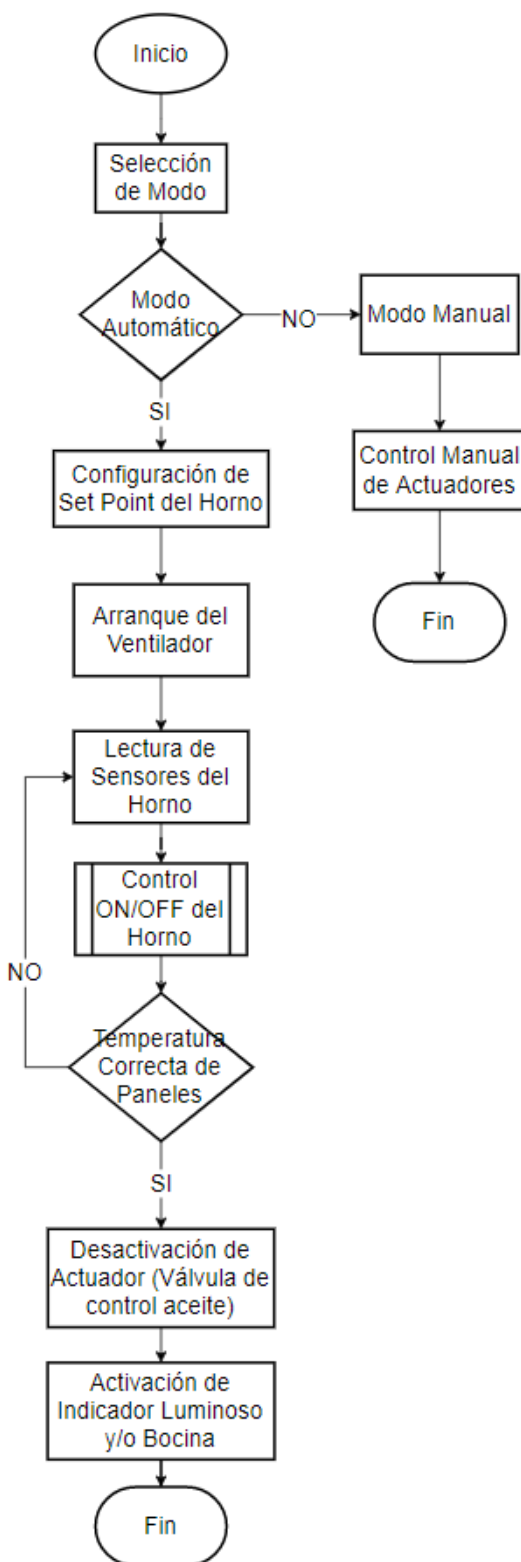 Inicio
Selección
de Modo
Modo
Automático
NO
Modo Manual
SI
Configuración de
Set Point del Horno
Control Manual
de Actuadores
Arranque del
Ventilador
Fin
Lectura de
Sensores del
Horno
Control
ON/OFF del
Horno
NO
Temperatura
Correcta de
Paneles
SI
Desactivación de
Actuador (Válvula de
control aceite)
Activación de
Indicador Luminoso
y/o Bocina
Fin